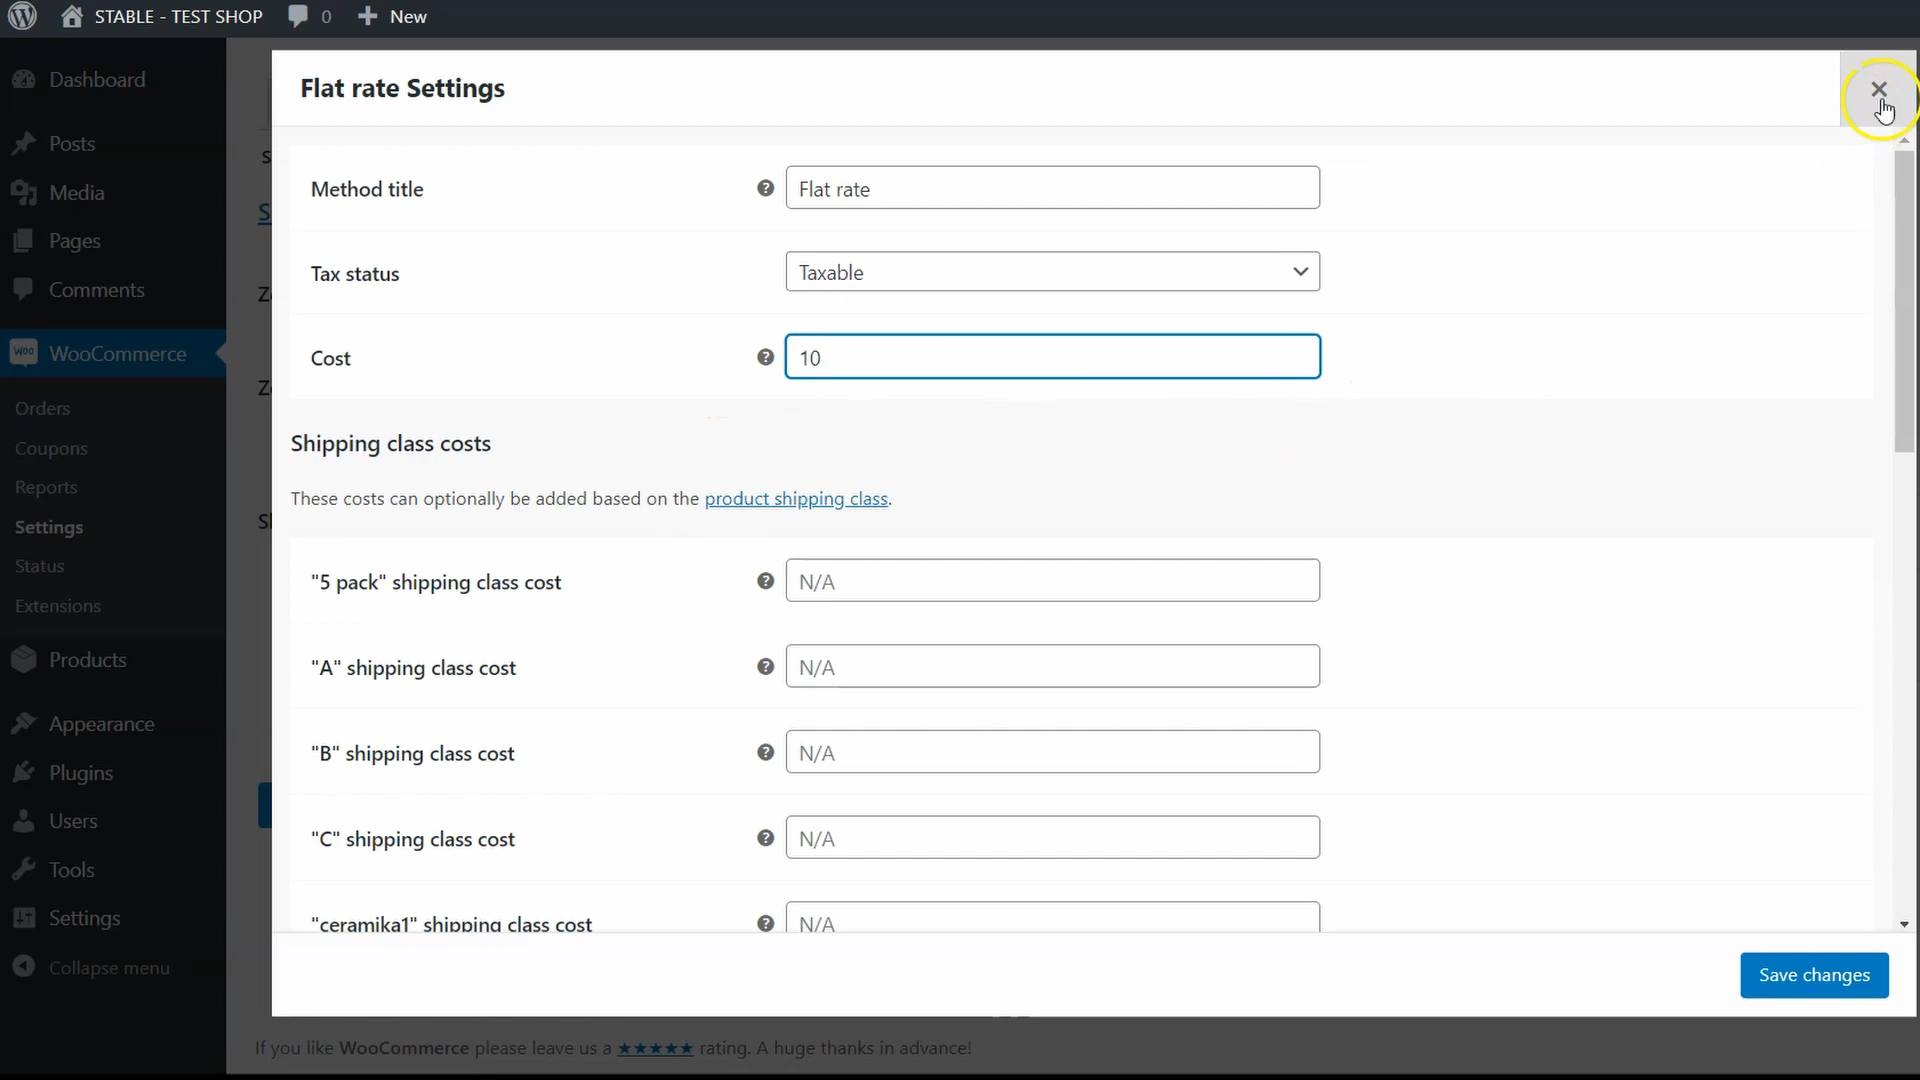 STABLE - TEST SHOP 0 New
Dashboard
Posts
Media
Pages
Comments
WOO WooCommerce
Orders
Coupons
Reports
Settings
Status
Extensions
Products
Appearance
Plugins
Users
Tools
Settings
Collapse menu
Flat rate Settings
Method title Flat rate
Tax status Taxable
Cost 10
Shipping class costs
These costs can optionally be added based on the product shipping class.
"5 pack" shipping class cost N/A
"A" shipping class cost N/A
"B" shipping class cost N/A
"C" shipping class cost N/A
"ceramika1" shipping class cost N/A
Save changes
If you like WooCommerce please leave us a ★★★★★ rating. A huge thanks in advance!